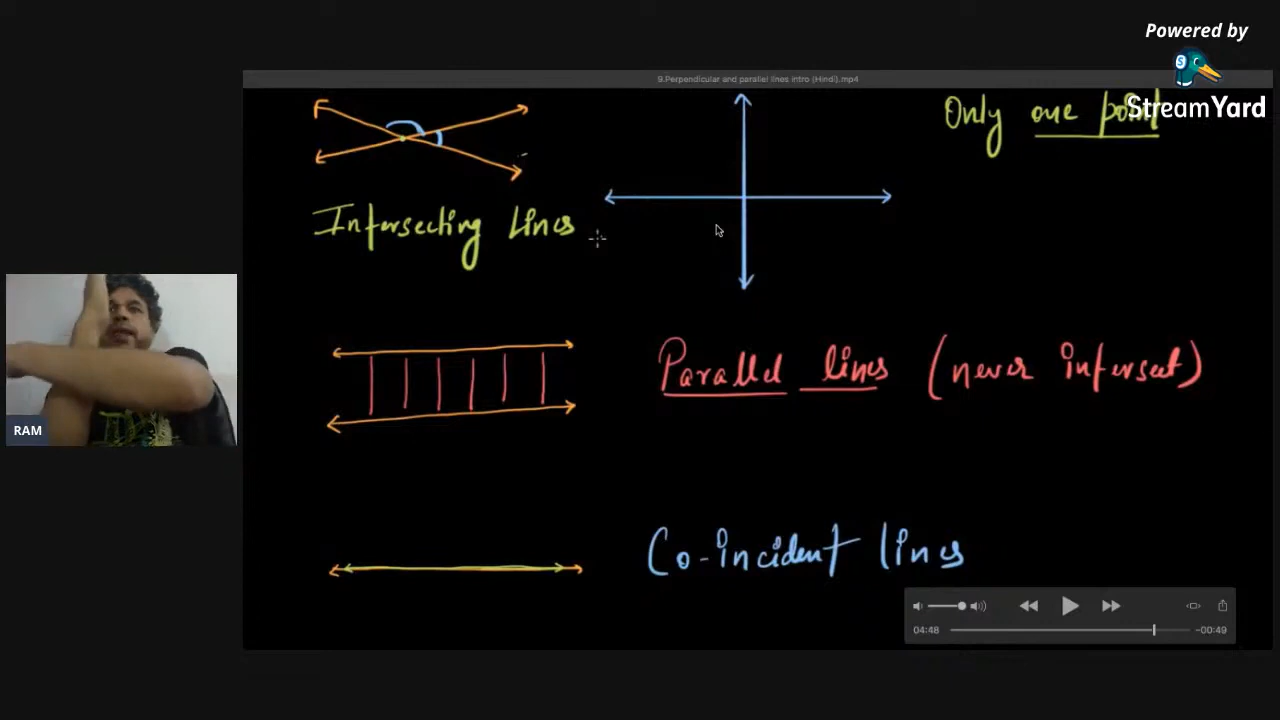 Powered by
StreamYard
9.Perpendicular and parallel lines intro (Hindi).mp4
Only one point
Intersecting lines
Parallel lines (never intersect)
RAM
Co-incident lines
04:48
-00:49